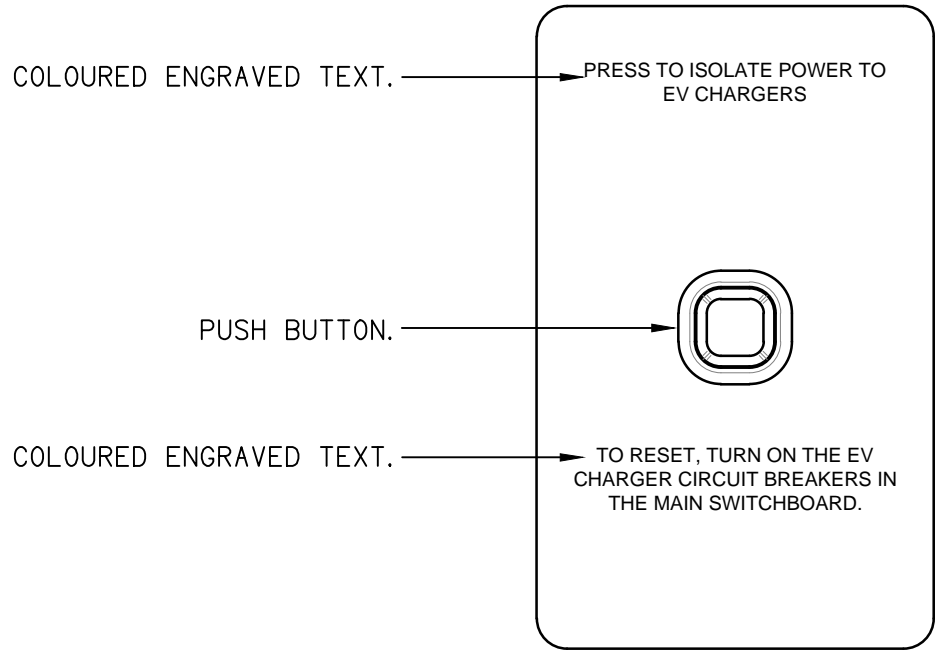 COLOURED ENGRAVED TEXT.
PRESS TO ISOLATE POWER TO
EV CHARGERS
PUSH BUTTON.
COLOURED ENGRAVED TEXT.
TO RESET, TURN ON THE EV
CHARGER CIRCUIT BREAKERS IN
THE MAIN SWITCHBOARD.